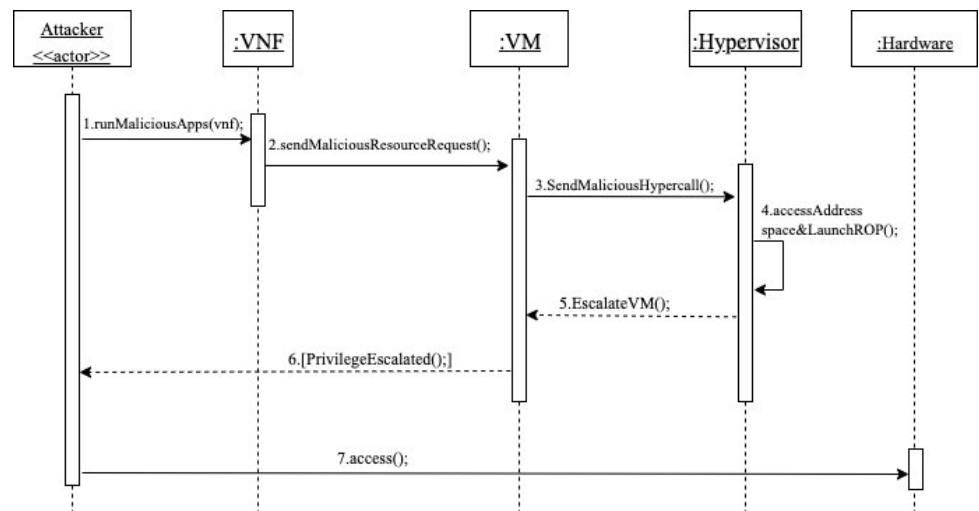 Attacker
<<actor>>
:VNF
:VM
:Hypervisor
:Hardware
1.runMaliciousApps(vnf);
2.sendMaliciousResourceRequest();
3.SendMaliciousHypercall();
4.accessAddress
space&LaunchROP();
5.EscalateVM();
6.[PrivilegeEscalated();]
7.access();